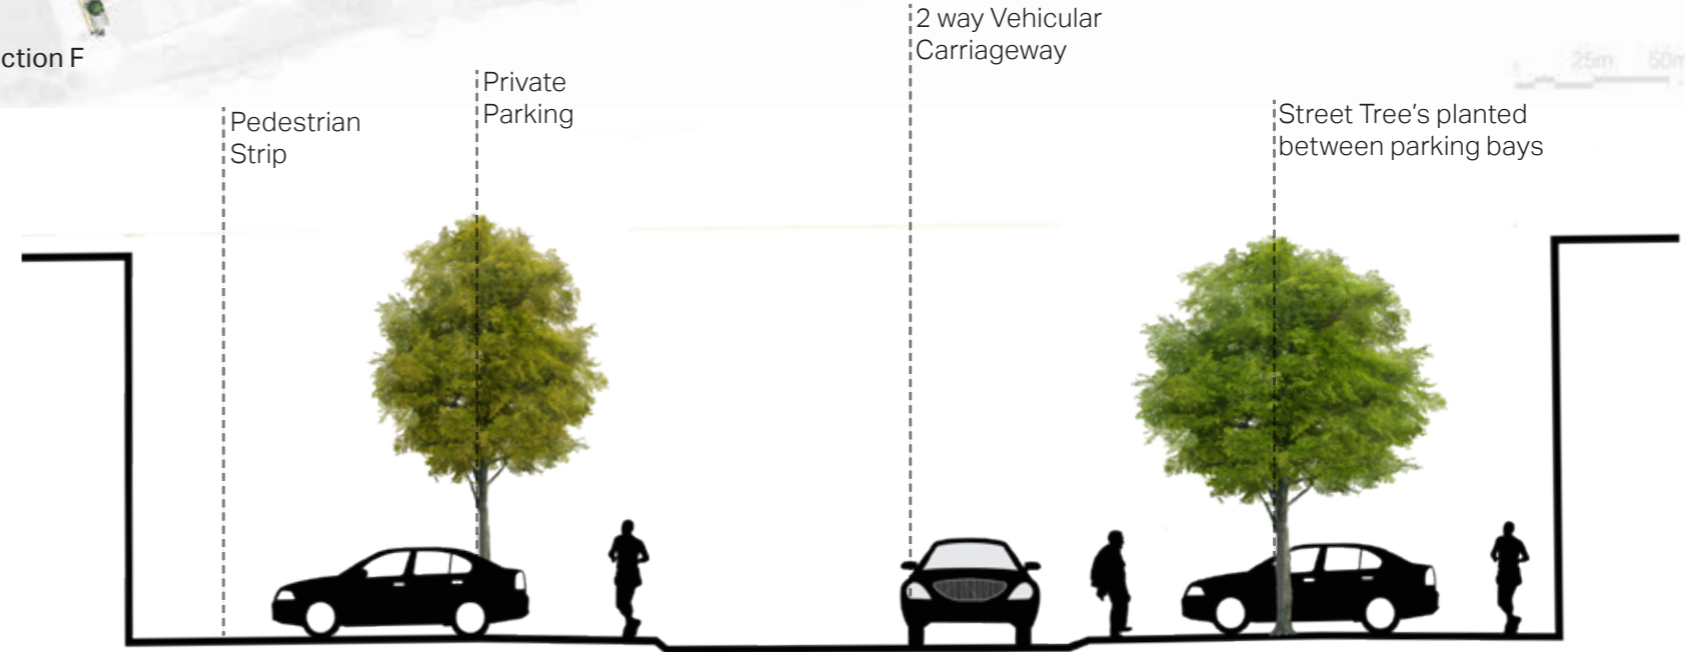 ction F
2 way Vehicular
Carriageway
Private
Parking
Pedestrian
Strip
Street Tree's planted
between parking bays
25m 50m